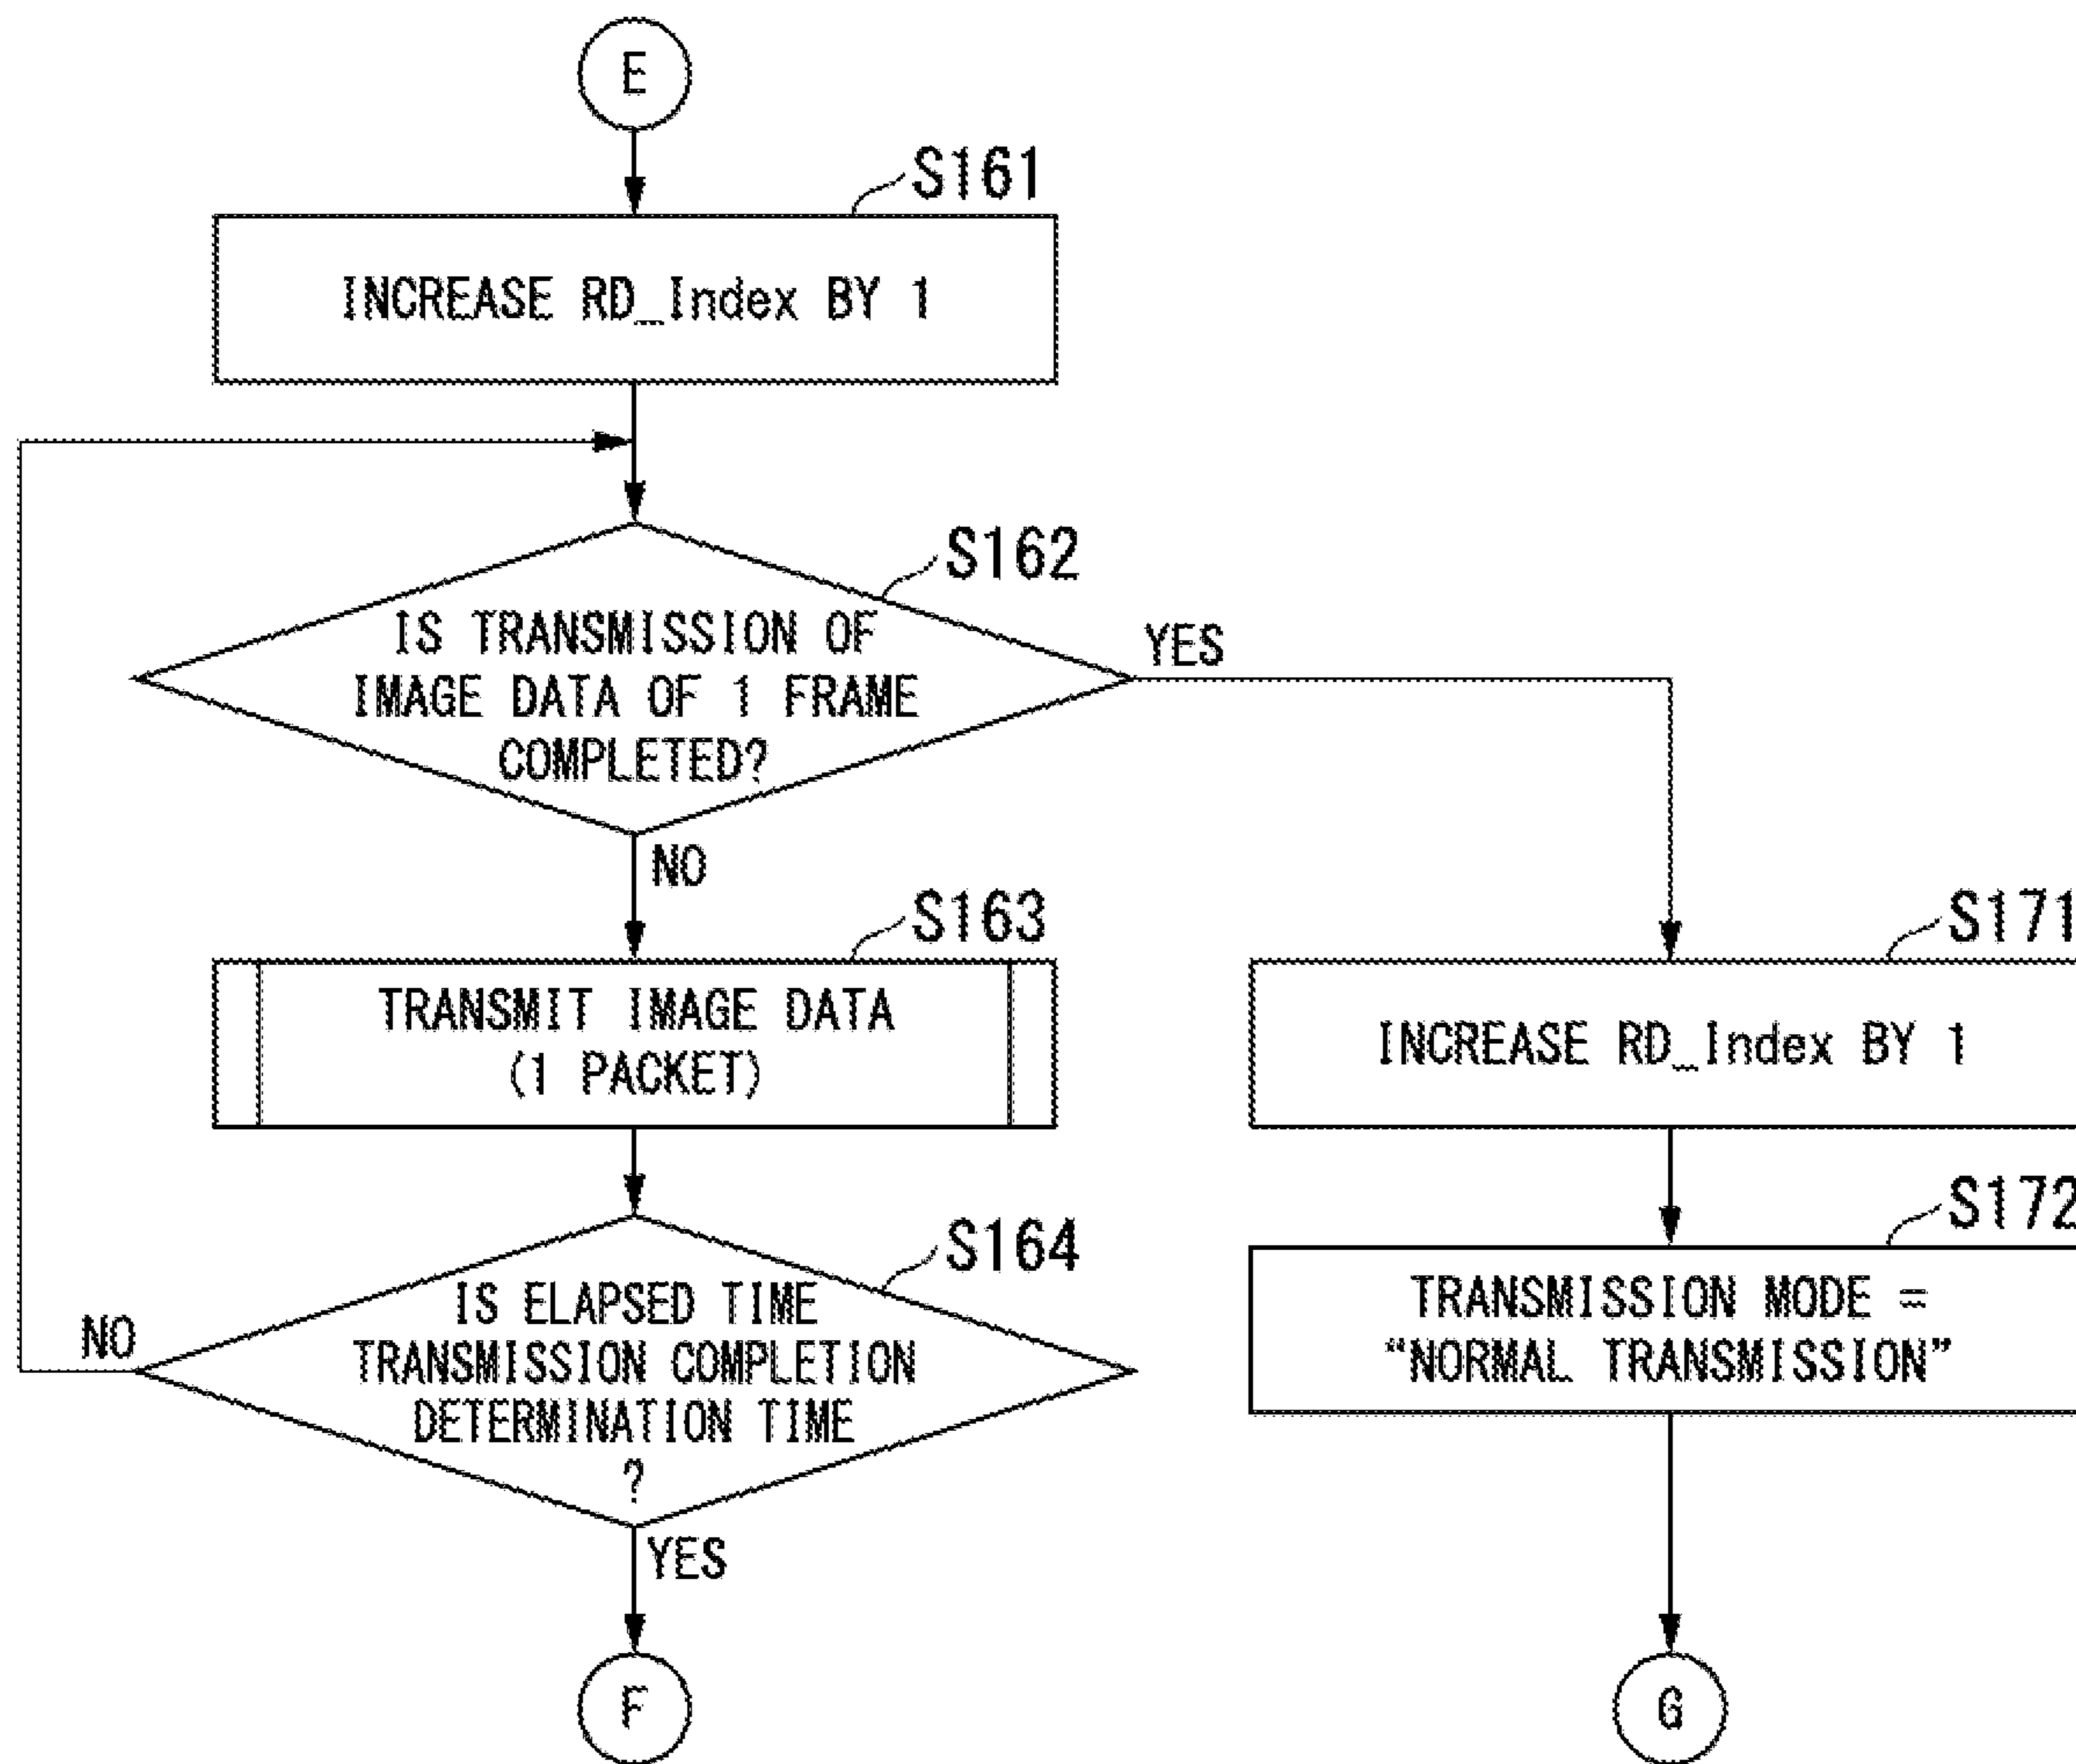 E
S161
INCREASE RD_Index BY 1
S162
IS TRANSMISSION OF
IMAGE DATA OF 1 FRAME
COMPLETED?
YES
NO
S163
TRANSMIT IMAGE DATA
(1 PACKET)
S164
IS ELAPSED TIME
TRANSMISSION COMPLETION
DETERMINATION TIME
?
NO
YES
F
S171
INCREASE RD_Index BY 1
S172
TRANSMISSION MODE =
“NORMAL TRANSMISSION”
G